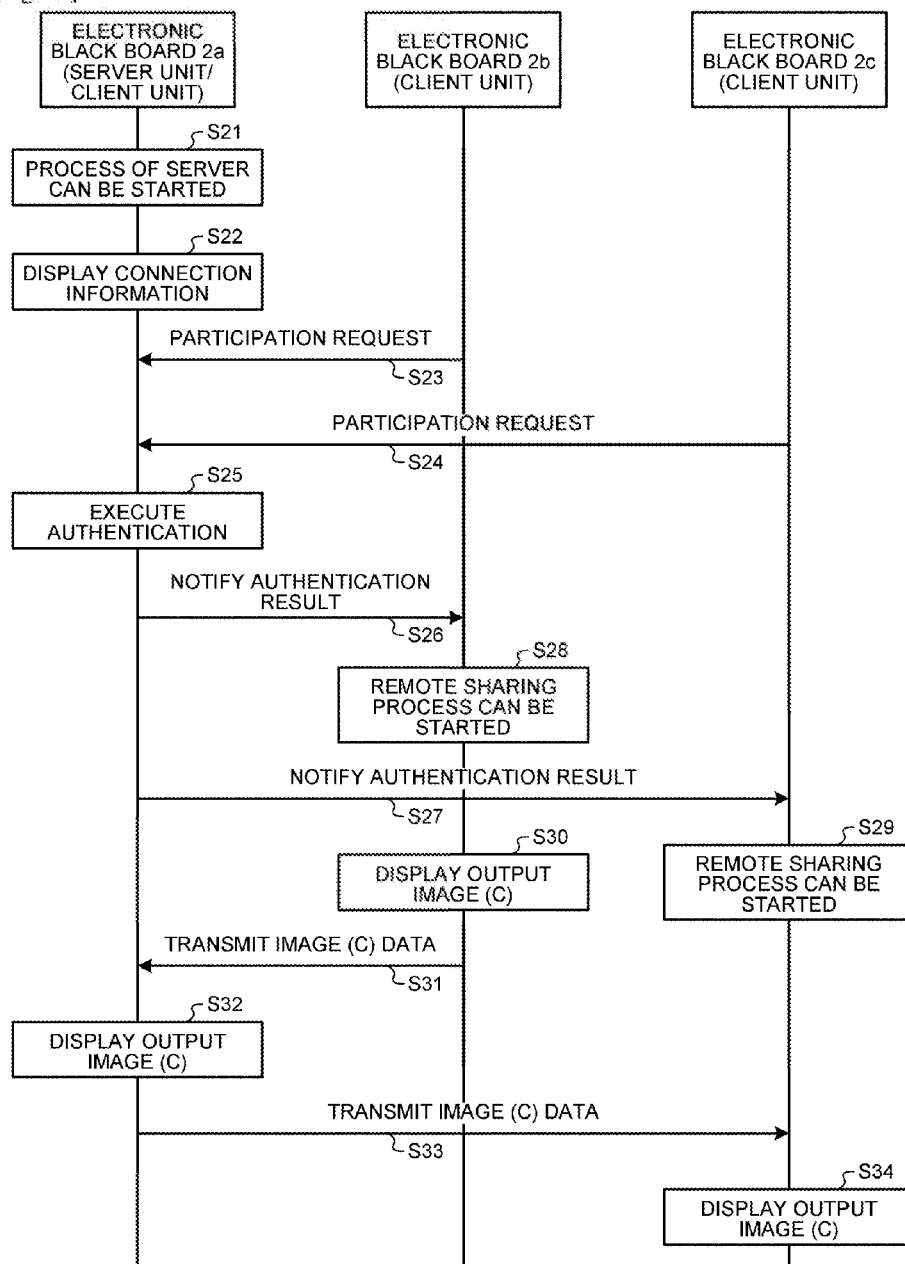 ELECTRONIC
BLACK BOARD 2a
(SERVER UNIT/
CLIENT UNIT)
ELECTRONIC
BLACK BOARD 2b
(CLIENT UNIT)
ELECTRONIC
BLACK BOARD 2c
(CLIENT UNIT)
S21
PROCESS OF SERVER
CAN BE STARTED
S22
DISPLAY CONNECTION
INFORMATION
PARTICIPATION REQUEST
S23
PARTICIPATION REQUEST
S24
S25
EXECUTE
AUTHENTICATION
NOTIFY AUTHENTICATION
RESULT
S26
S28
REMOTE SHARING
PROCESS CAN BE
STARTED
NOTIFY AUTHENTICATION RESULT
S27
S30
DISPLAY OUTPUT
IMAGE (C)
S29
REMOTE SHARING
PROCESS CAN BE
STARTED
TRANSMIT IMAGE (C) DATA
S31
S32
DISPLAY OUTPUT
IMAGE (C)
TRANSMIT IMAGE (C) DATA
S33
S34
DISPLAY OUTPUT
IMAGE (C)